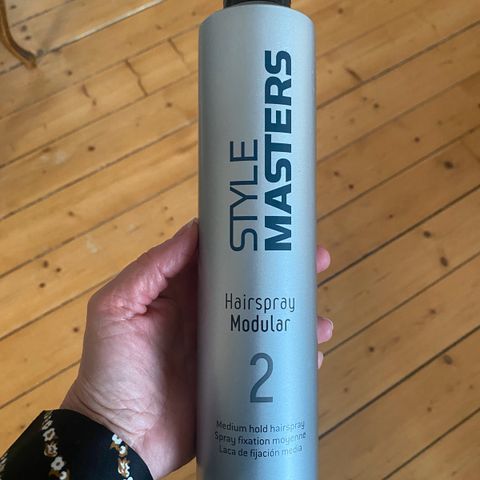 STYLE
MASTERS
Hairspray
Modular
2
Medium hold hairspray
Spray fixation moyenne
Laca de fijación media